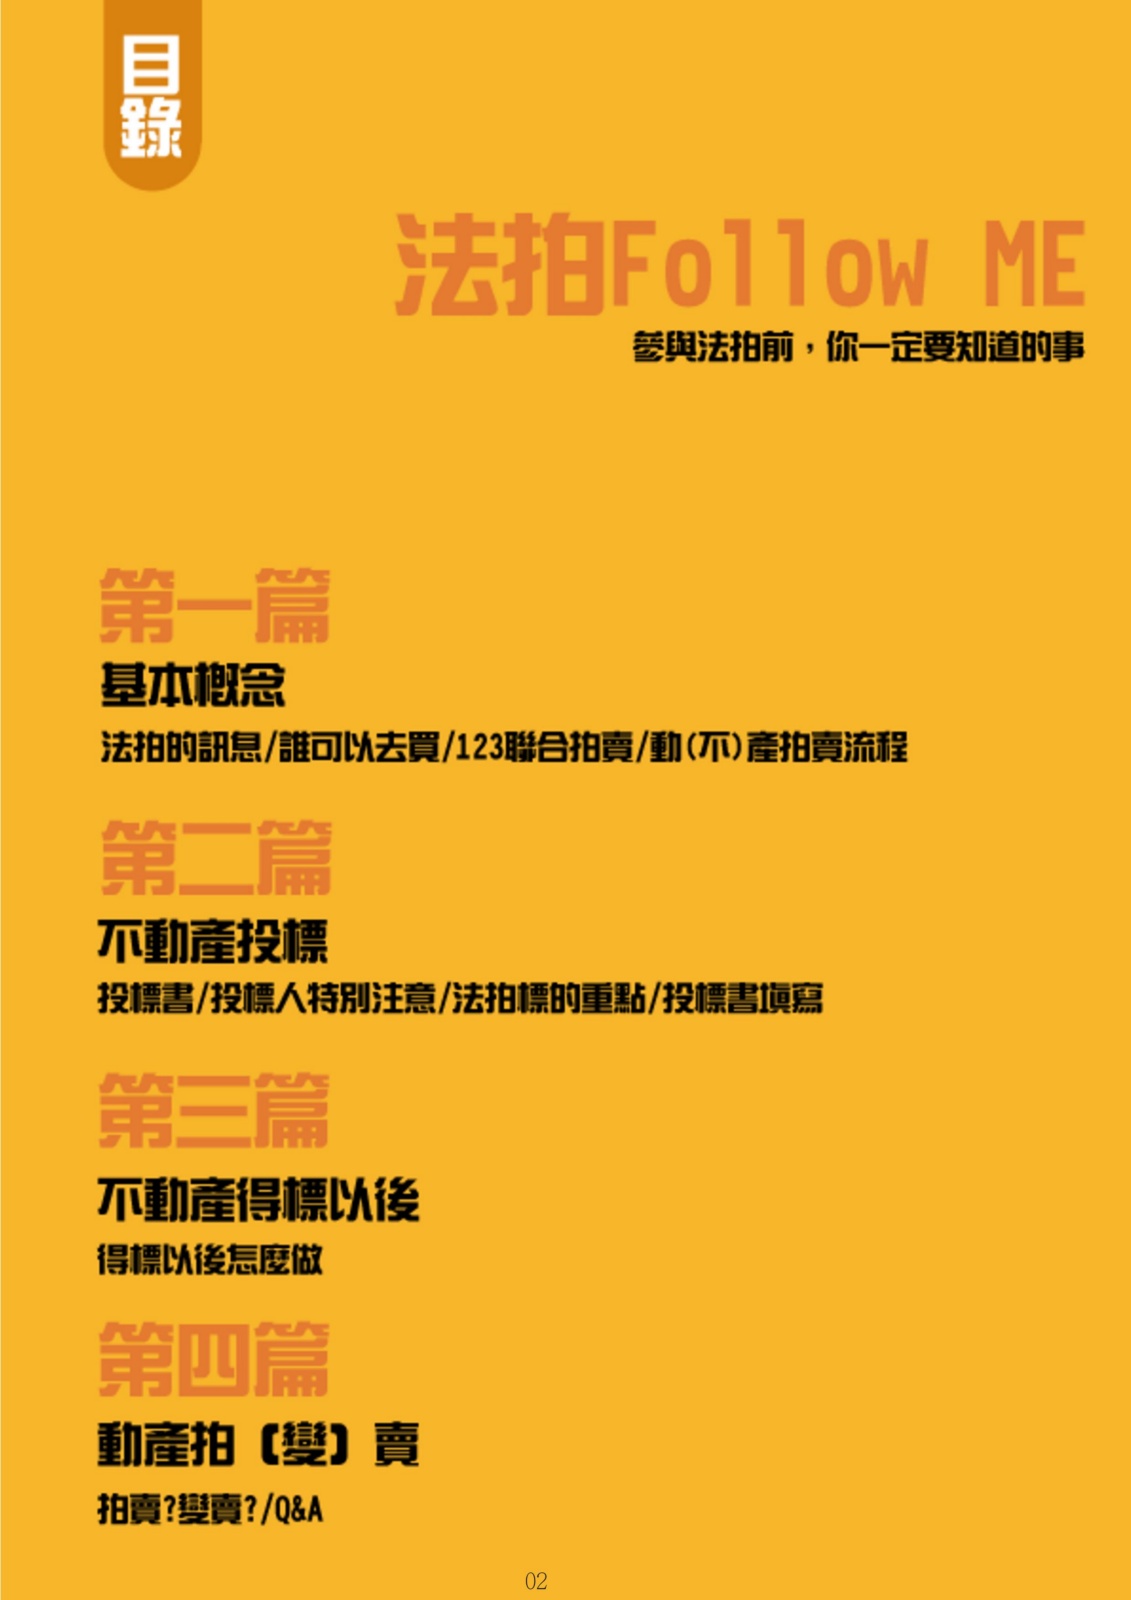 目錄
法拍Follow ME
參與法拍前，你一定要知道的事
第一篇
基本概念
法拍的訊息/誰可以去買/123聯合拍賣/動(不)產拍賣流程
第二篇
不動產投標
投標書/投標人特別注意/法拍標的重點/投標書填寫
第三篇
不動產得標以後
得標以後怎麼做
第四篇
動產拍〔變〕賣
拍賣?變賣?/Q&A
02